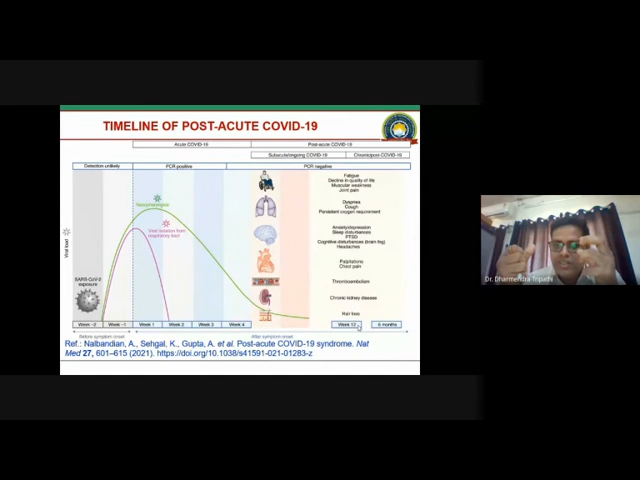 TIMELINE OF POST-ACUTE COVID-19
Acute COVID-19
Post-acute COVID-19
Subacute/ongoing COVID-19
Chronic/post-COVID-19
Detection unlikely
PCR positive
PCR negative
Nasopharyngeal
Viral isolation from
respiratory tract
Viral load
SARS-CoV-2
exposure
Fatigue
Decline in quality of life
Muscular weakness
Joint pain
Dyspnea
Cough
Persistent oxygen requirement
Anxiety/depression
Sleep disturbances
PTSD
Cognitive disturbances (brain fog)
Headaches
Palpitations
Chest pain
Thromboembolism
Chronic kidney disease
Hair loss
Week –2
Week –1
Week 1
Week 2
Week 3
Week 4
Week 12
6 months
Before symptom onset
After symptom onset
Ref.: Nalbandian, A., Sehgal, K., Gupta, A. et al. Post-acute COVID-19 syndrome. Nat
Med 27, 601–615 (2021). https://doi.org/10.1038/s41591-021-01283-z
Dr. Dharmendra Tripathi